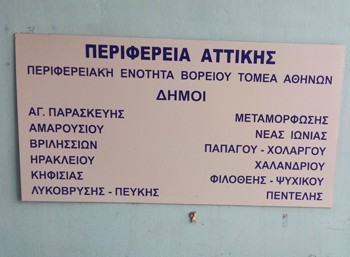 ΠΕΡΙΦΕΡΕΙΑ ΑΤΤΙΚΗΣ
ΠΕΡΙΦΕΡΕΙΑΚΗ ΕΝΟΤΗΤΑ ΒΟΡΕΙΟΥ ΤΟΜΕΑ ΑΘΗΝΩΝ
ΔΗΜΟΙ
ΑΓ. ΠΑΡΑΣΚΕΥΗΣ
ΑΜΑΡΟΥΣΙΟΥ
ΒΡΙΛΗΣΣΙΩΝ
ΗΡΑΚΛΕΙΟΥ
ΚΗΦΙΣΙΑΣ
ΛΥΚΟΒΡΥΣΗΣ - ΠΕΥΚΗΣ
ΜΕΤΑΜΟΡΦΩΣΗΣ
ΝΕΑΣ ΙΩΝΙΑΣ
ΠΑΠΑΓΟΥ - ΧΟΛΑΡΓΟΥ
ΧΑΛΑΝΔΡΙΟΥ
ΦΙΛΟΘΕΗΣ - ΨΥΧΙΚΟΥ
ΠΕΝΤΕΛΗΣ